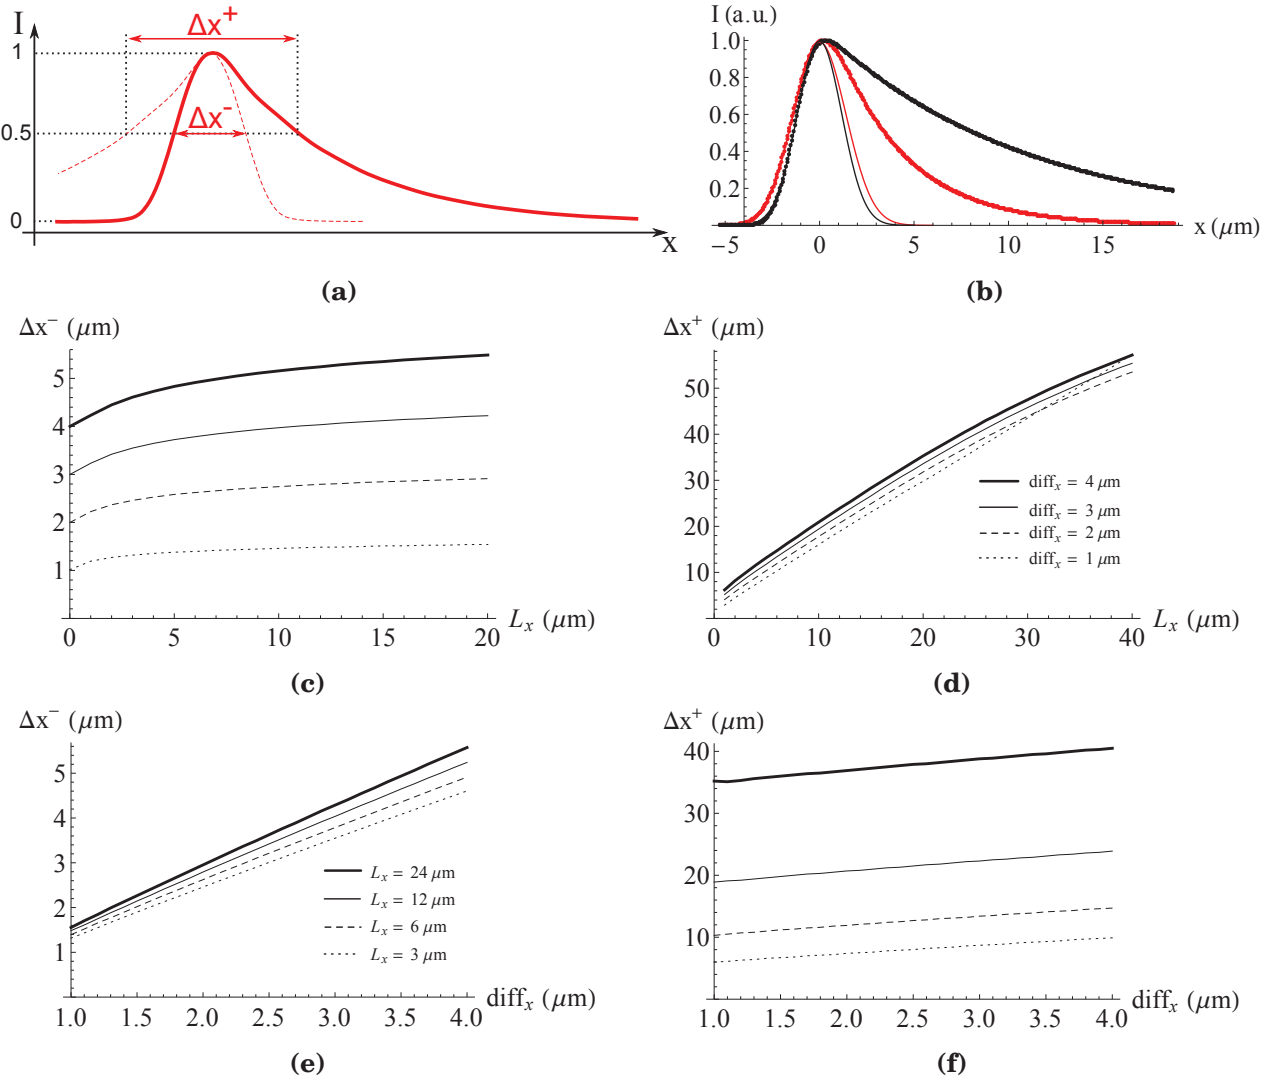 I
Δx⁺
1
Δx⁻
0.5
0
x
(a)
I (a.u.)
1.0
0.8
0.6
0.4
0.2
−5 0 5 10 15
x (μm)
(b)
Δx⁻ (μm)
5
4
3
2
1
0 5 10 15 20
Lₓ (μm)
(c)
Δx⁺ (μm)
50
40
30
20
10
diffₓ = 4 μm
diffₓ = 3 μm
diffₓ = 2 μm
diffₓ = 1 μm
0 10 20 30 40
Lₓ (μm)
(d)
Δx⁻ (μm)
5
4
3
2
1
Lₓ = 24 μm
Lₓ = 12 μm
Lₓ = 6 μm
Lₓ = 3 μm
1.0 1.5 2.0 2.5 3.0 3.5 4.0
diffₓ (μm)
(e)
Δx⁺ (μm)
40
30
20
10
1.0 1.5 2.0 2.5 3.0 3.5 4.0
diffₓ (μm)
(f)